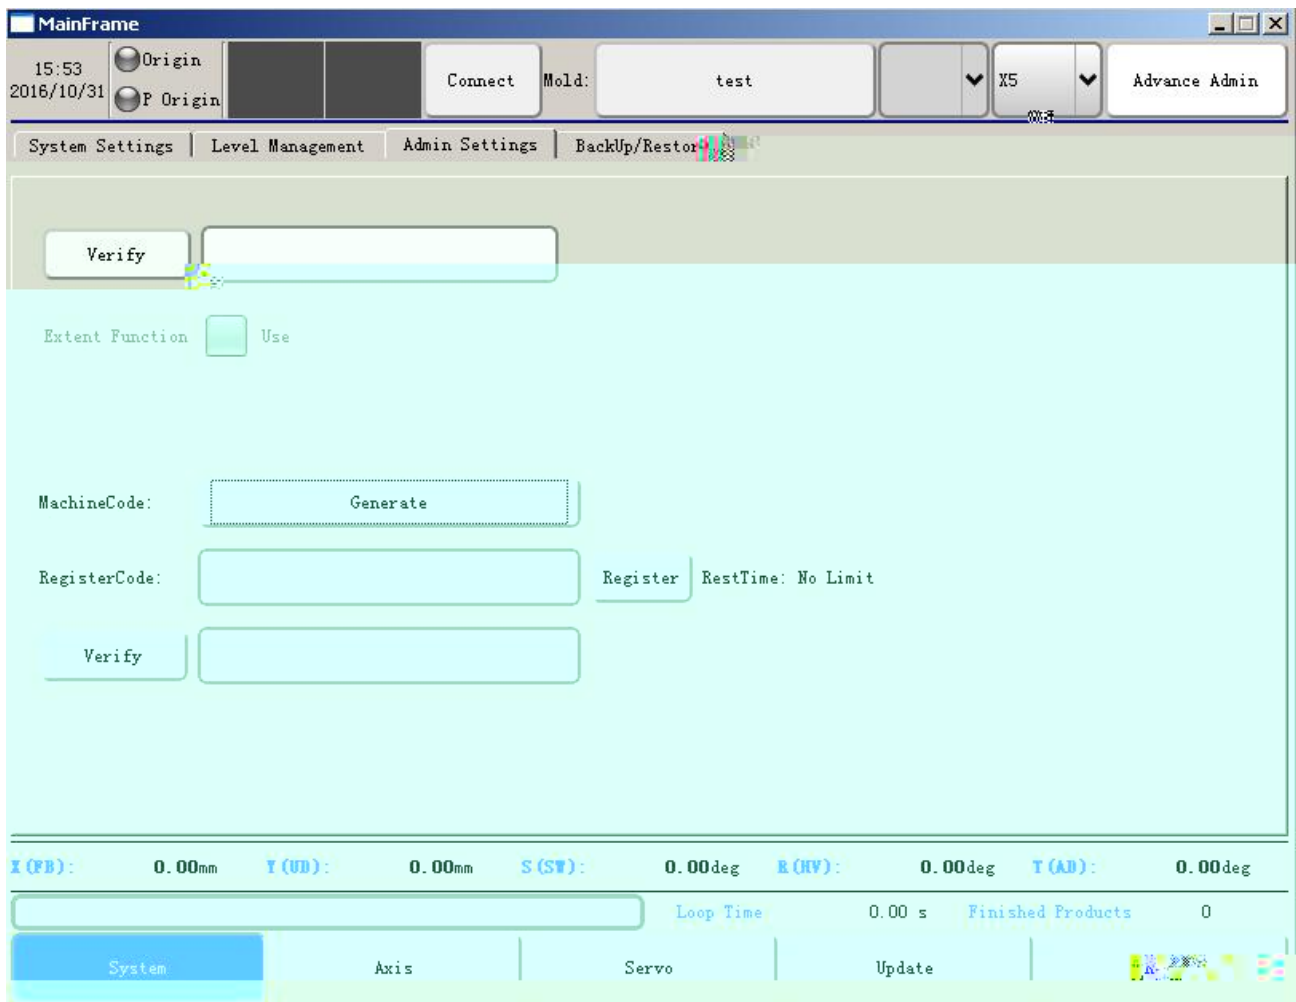 MainFrame
15:53
2016/10/31
Origin
P Origin
Connect
Mold:
test
X5
Advance Admin
System Settings
Level Management
Admin Settings
BackUp/Restor
Verify
Extent Function
Use
MachineCode:
Generate
RegisterCode:
Register
RestTime: No Limit
Verify
X(FB): 0.00mm Y(UD): 0.00mm S(SW): 0.00deg R(HV): 0.00deg T(AD): 0.00deg
Loop Time 0.00 s Finished Products 0
System Axis Servo Update